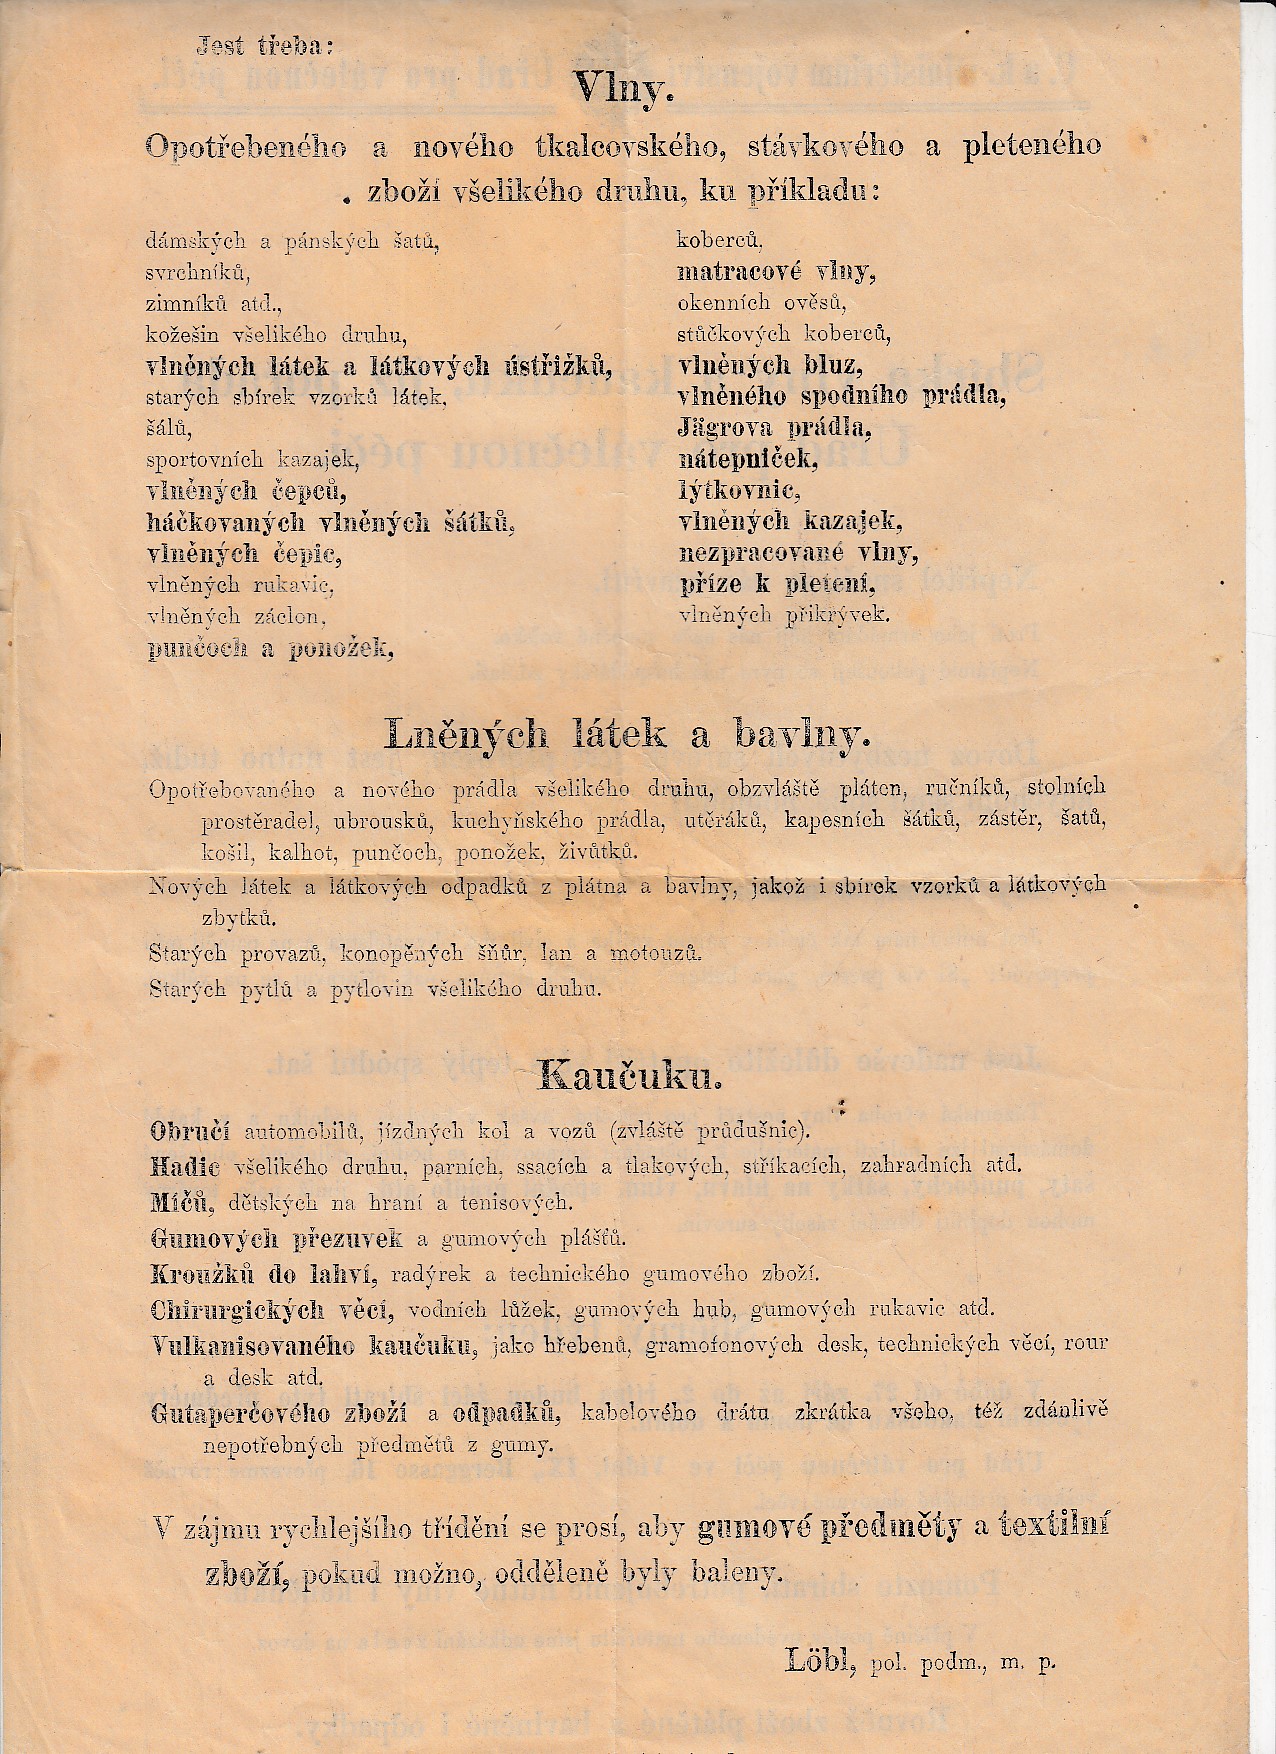 Jest třeba:
Vlny.
Opotřebeného a nového tkalcovského, stávkového a pleteného
zboží všelikého druhu, ku příkladu:
dámských a pánských šatů,
svrchníků,
zimníků atd.,
kožešin všelikého druhu,
vlněných látek a látkových ústřižků,
starých sbírek vzorků látek,
šálů,
sportovních kazajek,
vlněných čepců,
háčkovaných vlněných šátků,
vlněných čepic,
vlněných rukavic,
vlněných záclon,
punčoch a ponožek,
koberců,
matracové vlny,
okenních ověsů,
stůčkových koberců,
vlněných bluz,
vlněného spodního prádla,
Jägrova prádla,
nátepniček,
lýtkovnic,
vlněných kazajek,
nezpracované vlny,
příze k pletení,
vlněných přikrývek.
Lněných látek a bavlny.
Opotřebovaného a nového prádla všelikého druhu, obzvláště pláten, ručníků, stolních
prostěradel, ubrousků, kuchyňského prádla, utěráků, kapesních šátků, zástěr, šatů,
košil, kalhot, punčoch, ponožek, živůtků.
Nových látek a látkových odpadků z plátna a bavlny, jakož i sbírek vzorků a látkových
zbytků.
Starých provazů, konopěných šňůr, lan a motouzů.
Starých pytlů a pytlovin všelikého druhu.
Kaučuku.
Obručí automobilů, jízdných kol a vozů (zvláště průdušnic).
Hadic všelikého druhu, parních, ssacích a tlakových, stříkacích, zahradních atd.
Míčů, dětských na hraní a tenisových.
Gumových přezuvek a gumových plášťů.
Kroužků do lahví, radýrek a technického gumového zboží.
Chirurgických věcí, vodních lůžek, gumových hub, gumových rukavic atd.
Vulkanisovaného kaučuku, jako hřebenů, gramofonových desk, technických věcí, rour
a desk atd.
Gutaperčového zboží a odpadků, kabelového drátu zkrátka všeho, též zdánlivě
nepotřebných předmětů z gumy.
V zájmu rychlejšího třídění se prosí, aby gumové předměty a textilní
zboží, pokud možno, odděleně byly baleny.
Löbl, pol. podm., m. p.